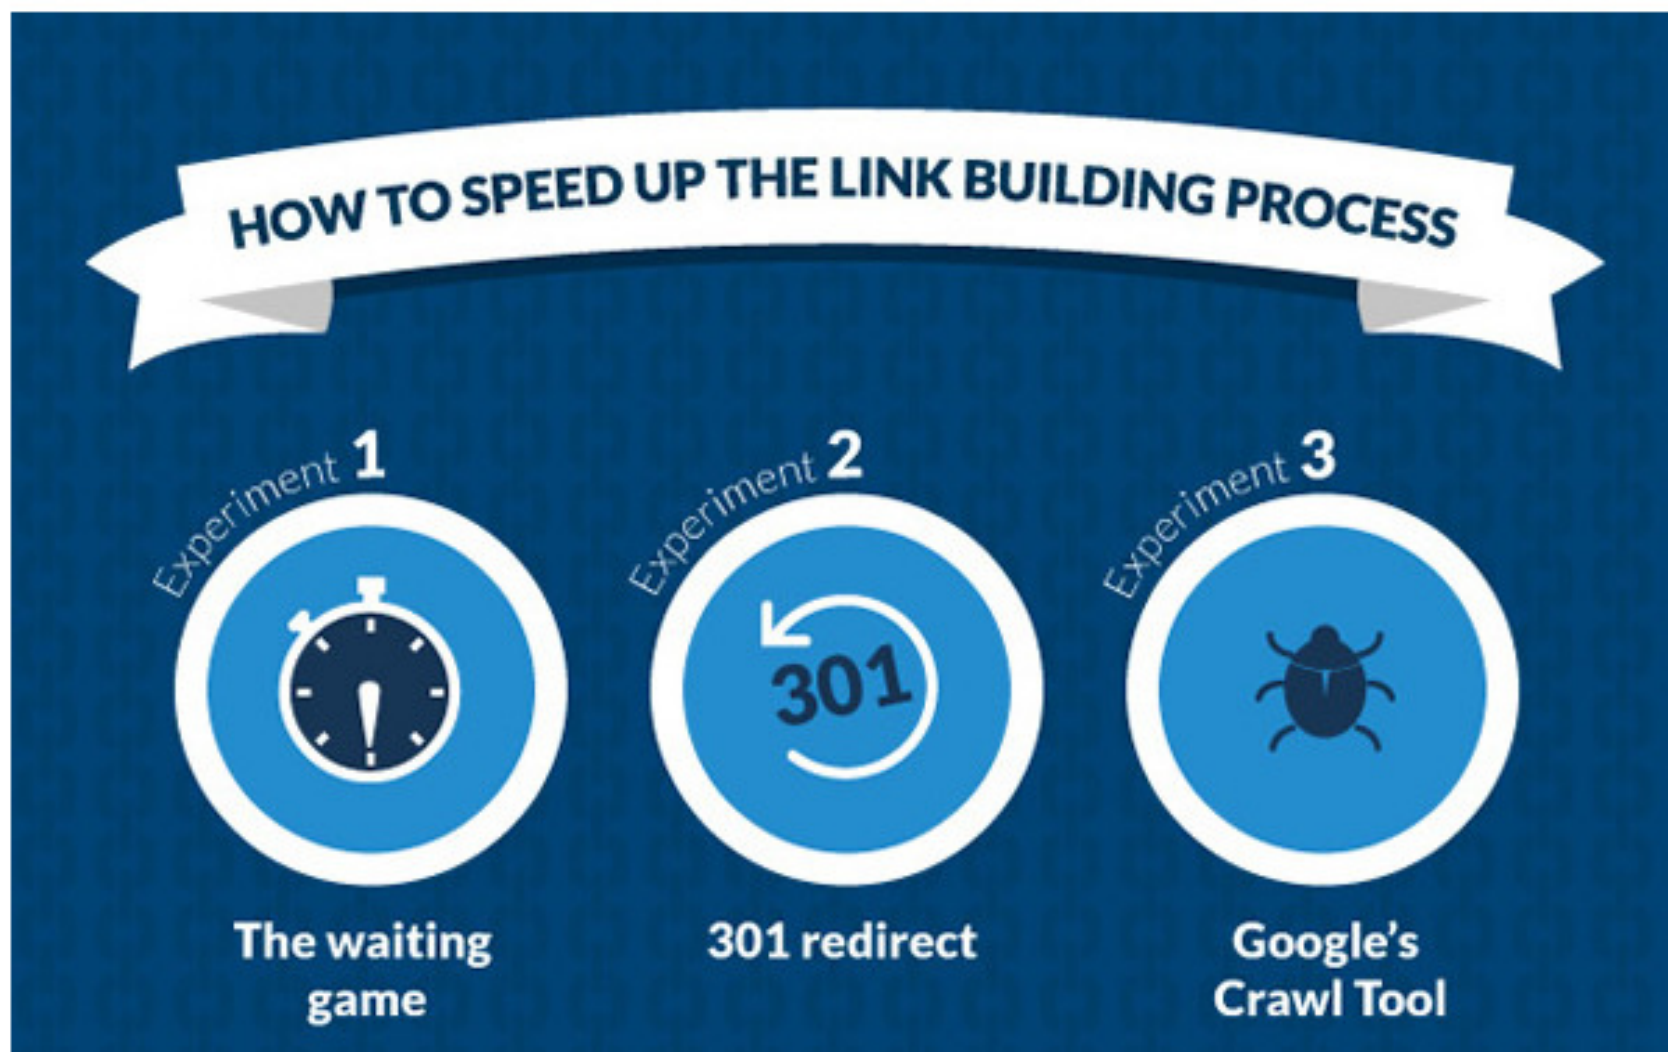 HOW TO SPEED UP THE LINK BUILDING PROCESS
Experiment 1
Experiment 2
Experiment 3
301
The waiting
game
301 redirect
Google's
Crawl Tool